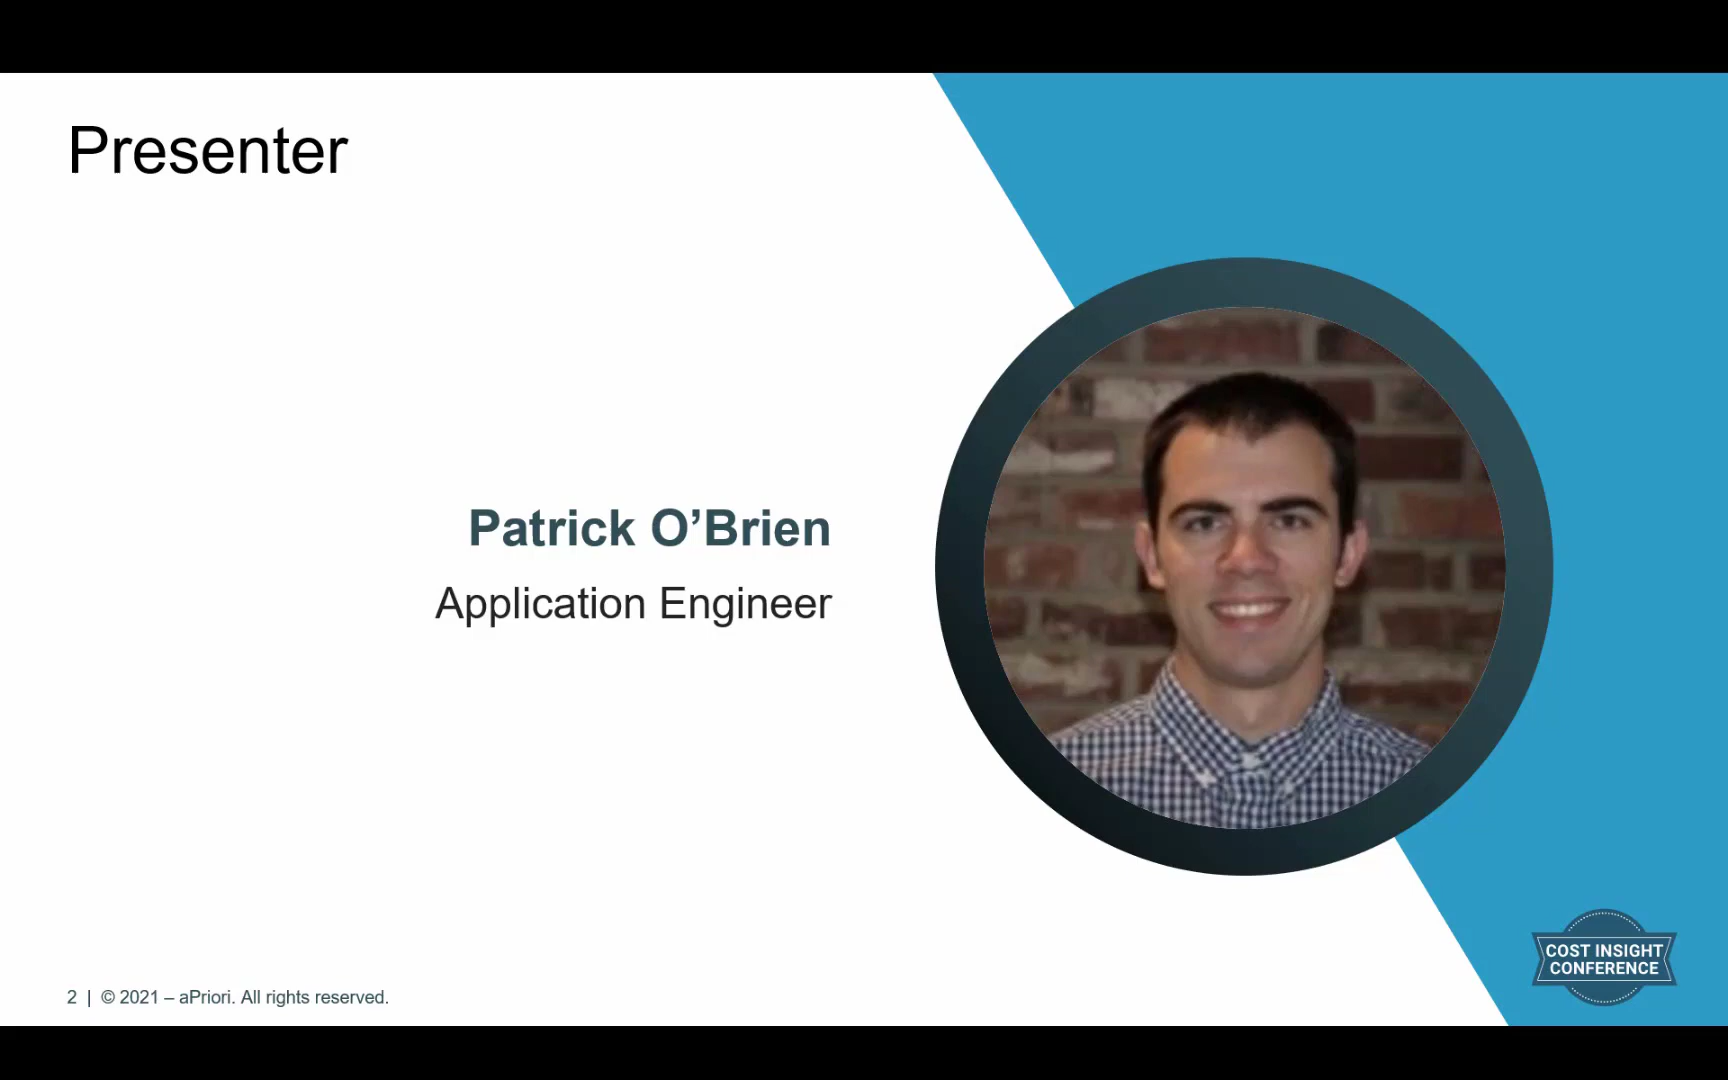 Presenter
Patrick O’Brien
Application Engineer
COST INSIGHT
CONFERENCE
2 | © 2021 – aPriori. All rights reserved.